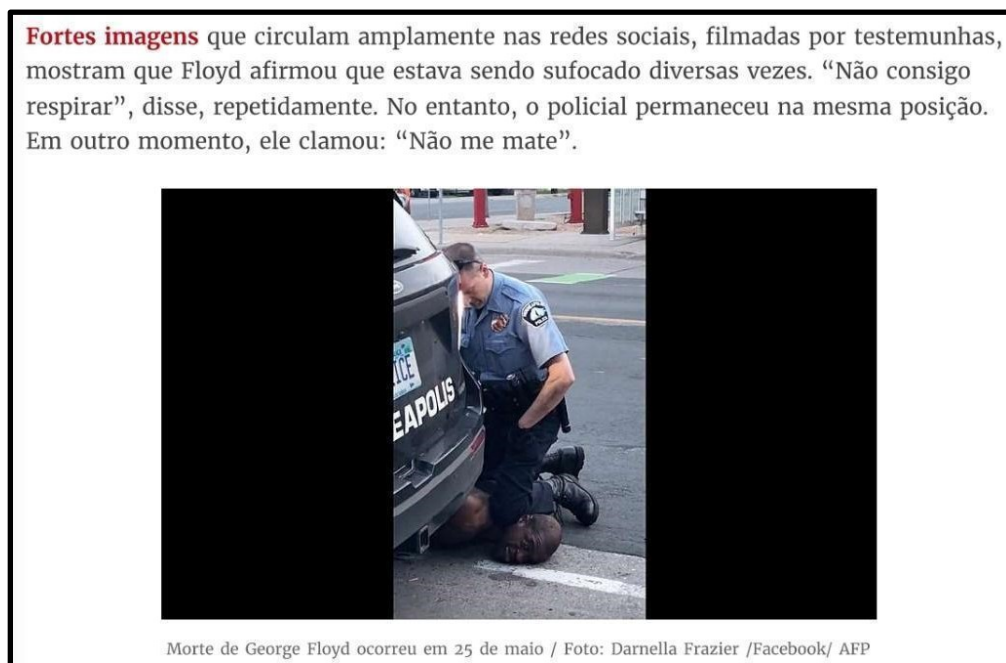 Fortes imagens que circulam amplamente nas redes sociais, filmadas por testemunhas,
mostram que Floyd afirmou que estava sendo sufocado diversas vezes. “Não consigo
respirar”, disse, repetidamente. No entanto, o policial permaneceu na mesma posição.
Em outro momento, ele clamou: “Não me mate”.
ICE
EAPOLIS
Morte de George Floyd ocorreu em 25 de maio / Foto: Darnella Frazier /Facebook/ AFP